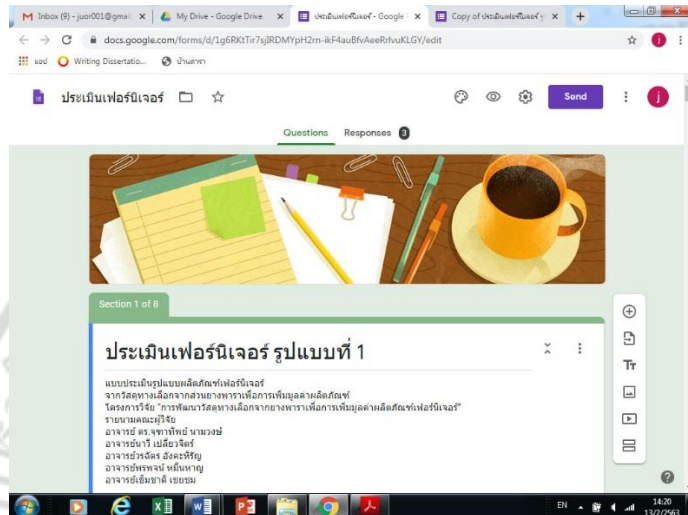 Inbox (9) - juor001@gmail
My Drive - Google Drive
ประเมินเฟอร์นิเจอร์ - Google
Copy of ประเมินเฟอร์นิเจอร์ รู
docs.google.com/forms/d/1g6RKtTir7sjIRDMYpH2rn-ikF4auBfvAeeRrIvuKLGY/edit
แอป
Writing Dissertatio...
บ้านดารา
ประเมินเฟอร์นิเจอร์
Send
j
Questions
Responses 3
Section 1 of 8
ประเมินเฟอร์นิเจอร์ รูปแบบที่ 1
แบบประเมินรูปแบบผลิตภัณฑ์เฟอร์นิเจอร์
จากวัสดุทางเลือกจากส่วนยางพาราเพื่อการเพิ่มมูลค่าผลิตภัณฑ์
โครงการวิจัย "การพัฒนาวัสดุทางเลือกจากยางพาราเพื่อการเพิ่มมูลค่าผลิตภัณฑ์เฟอร์นิเจอร์"
รายนามคณะผู้วิจัย
อาจารย์ ดร.จุฑาทิพย์ นามวงษ์
อาจารย์นาวี เปลี่ยวจิตร์
อาจารย์วรฉัตร อังคะหิรัญ
อาจารย์พรพจน์ หมื่นหาญ
อาจารย์เข็มชาติ เชยชม
Tт
EN
14:20
13/2/2563